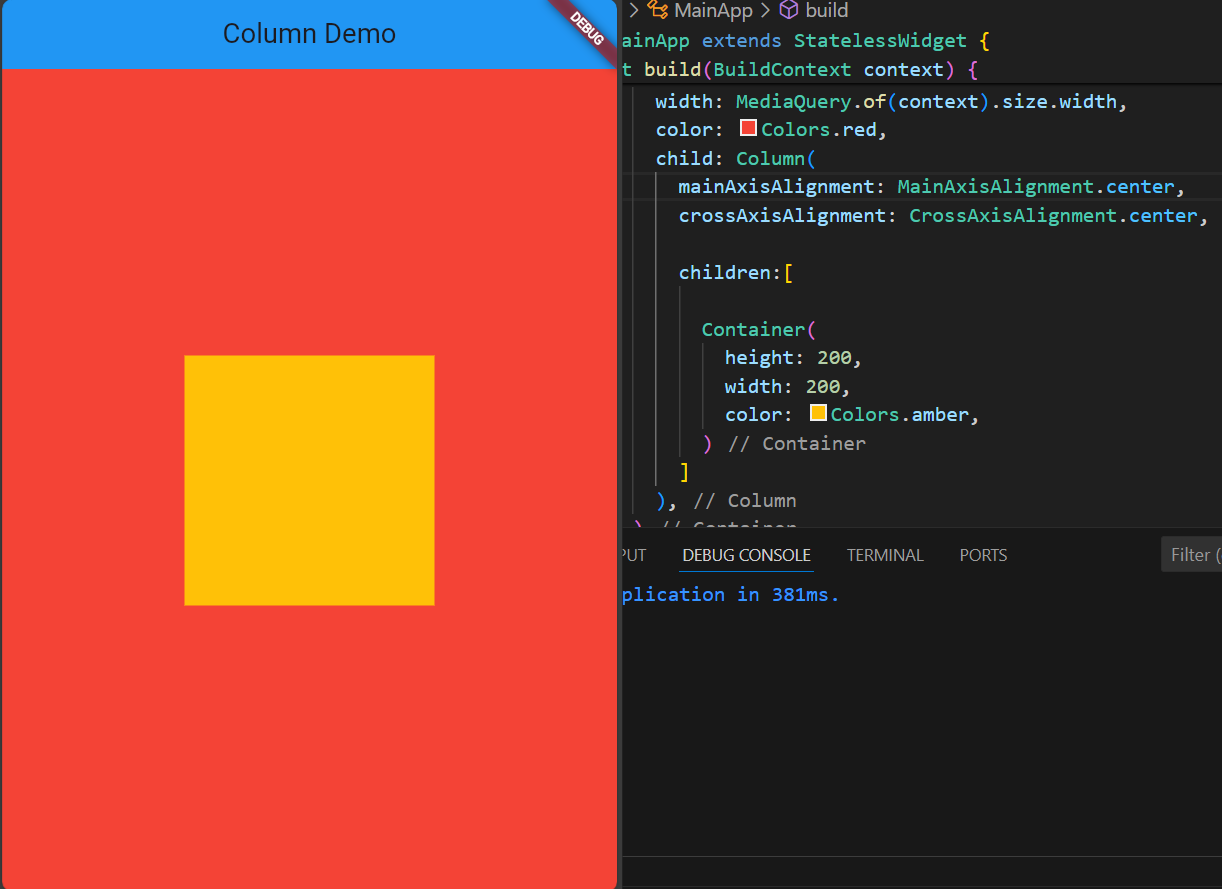 Column Demo
DEBUG
MainApp > build
ainApp extends StatelessWidget {
t build(BuildContext context) {
width: MediaQuery.of(context).size.width,
color: Colors.red,
child: Column(
mainAxisAlignment: MainAxisAlignment.center,
crossAxisAlignment: CrossAxisAlignment.center,
children:[
Container(
height: 200,
width: 200,
color: Colors.amber,
) // Container
]
), // Column
) // Container
PUT DEBUG CONSOLE TERMINAL PORTS Filter (
plication in 381ms.